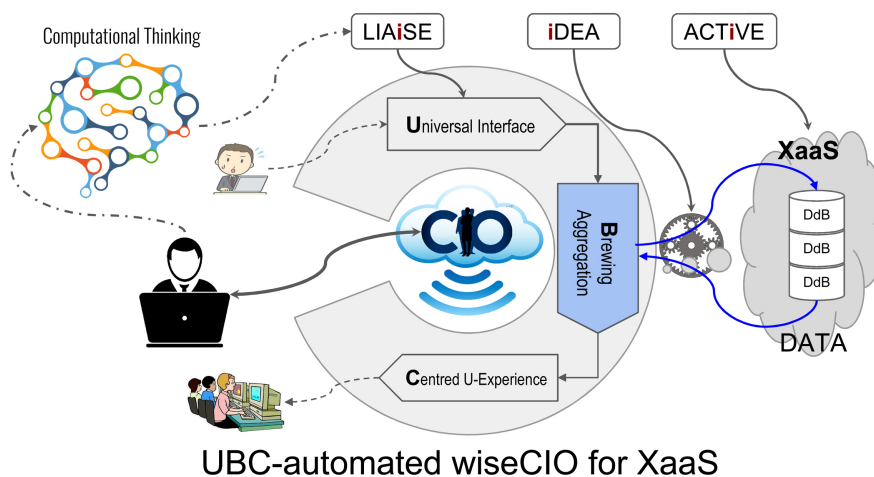 Computational Thinking
LIAiSE
iDEA
ACTiVE
Universal Interface
XaaS
Brewing
Aggregation
CIO
DdB
DdB
DdB
DATA
Centred U-Experience
UBC-automated wiseCIO for XaaS